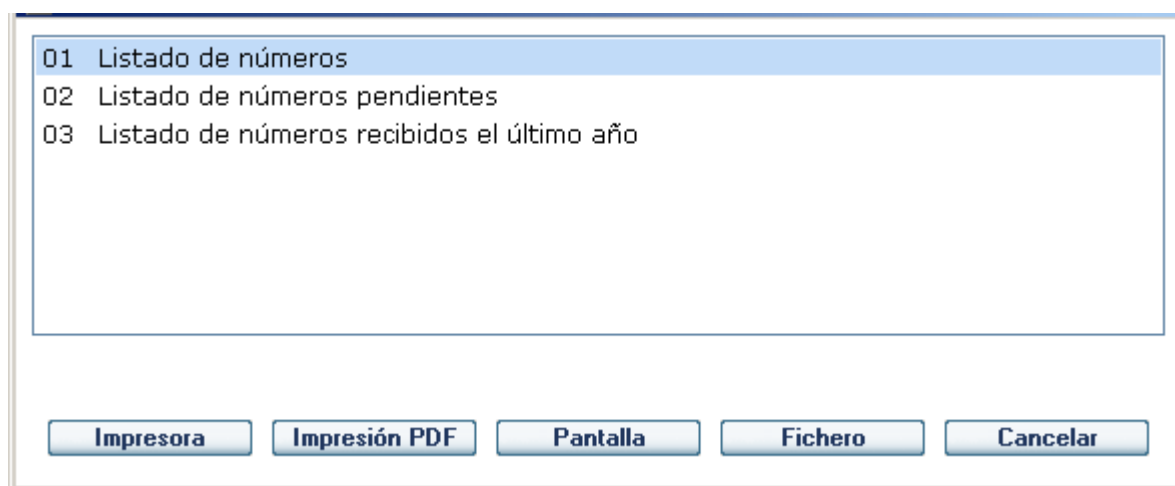 01 Listado de números
02 Listado de números pendientes
03 Listado de números recibidos el último año
Impresora Impresión PDF Pantalla Fichero Cancelar